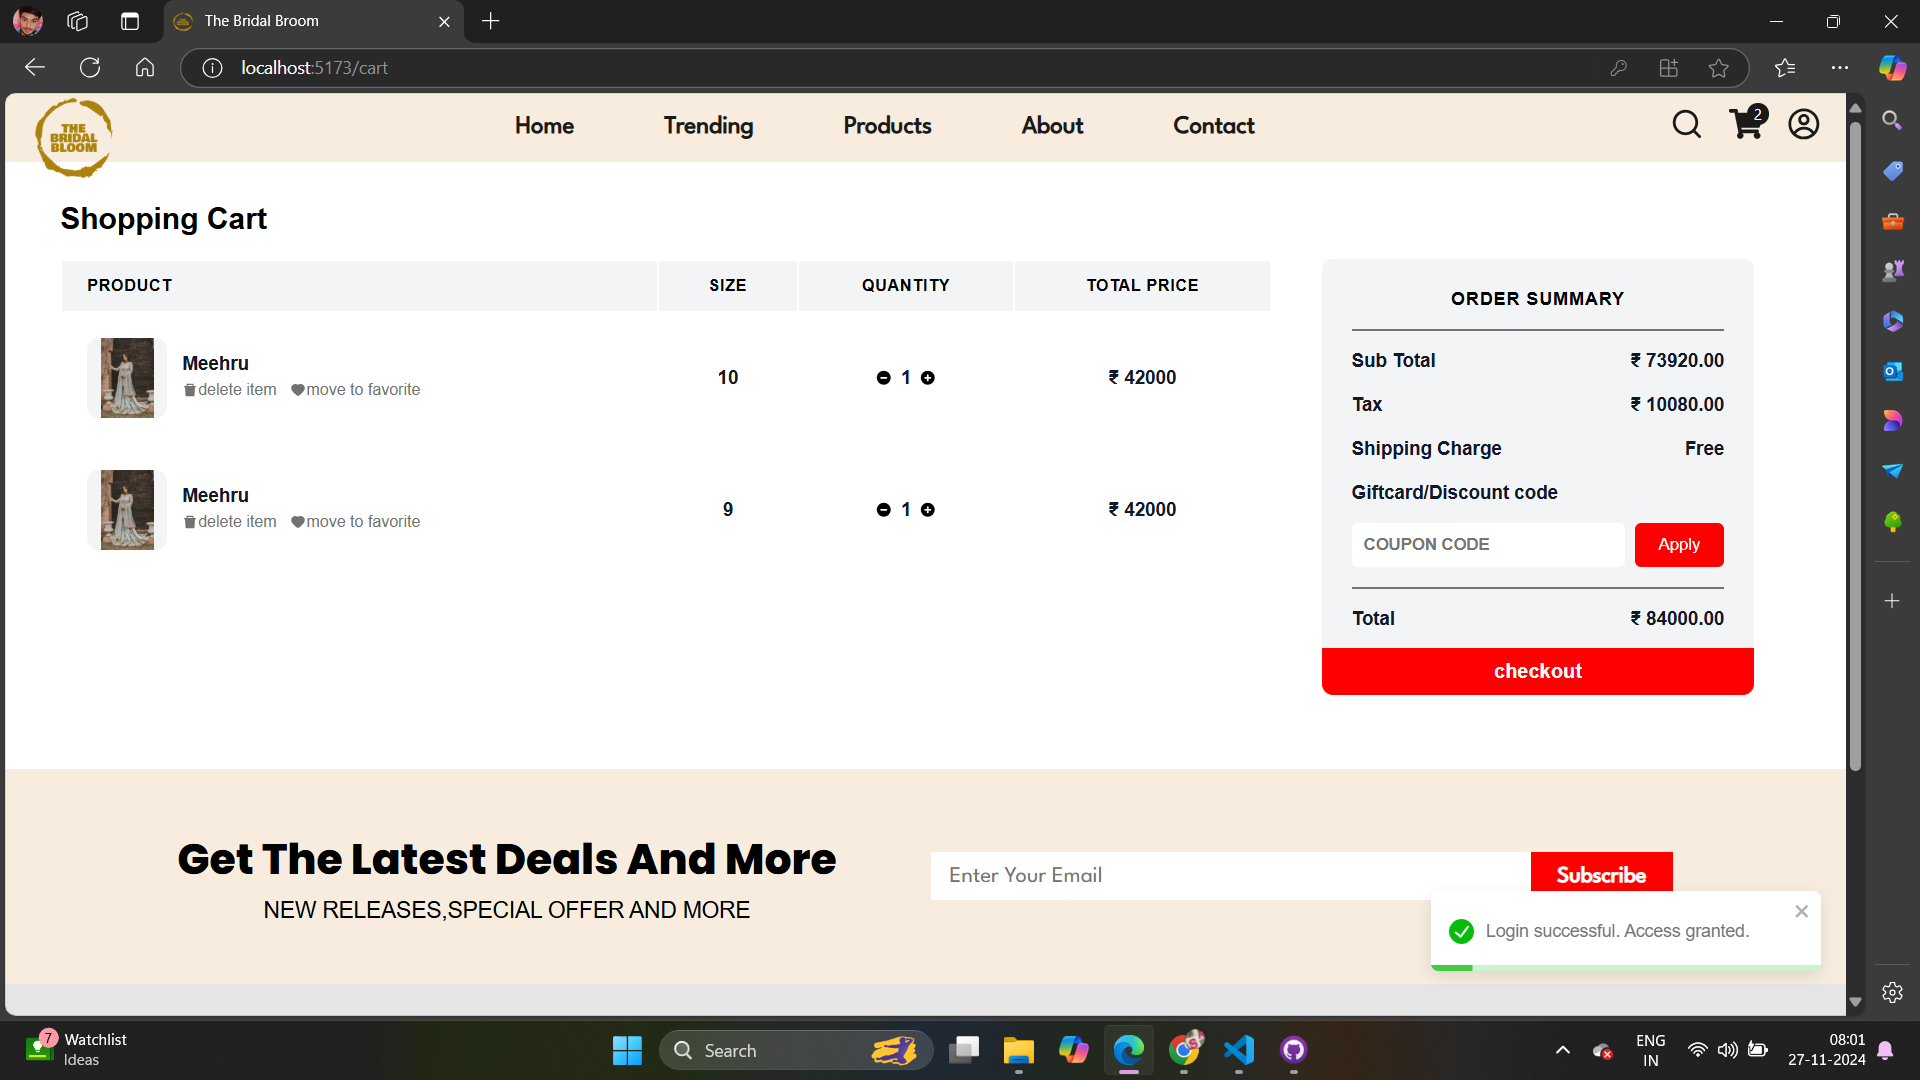 The Bridal Broom
localhost:5173/cart
THE
BRIDAL
BLOOM
Home
Trending
Products
About
Contact
2
Shopping Cart
PRODUCT
SIZE
QUANTITY
TOTAL PRICE
Meehru
delete item
move to favorite
10
1
₹ 42000
Meehru
delete item
move to favorite
9
1
₹ 42000
ORDER SUMMARY
Sub Total
₹ 73920.00
Tax
₹ 10080.00
Shipping Charge
Free
Giftcard/Discount code
COUPON CODE
Apply
Total
₹ 84000.00
checkout
Get The Latest Deals And More
NEW RELEASES,SPECIAL OFFER AND MORE
Enter Your Email
Subscribe
Login successful. Access granted.
7
Watchlist
Ideas
Search
ENG
IN
08:01
27-11-2024